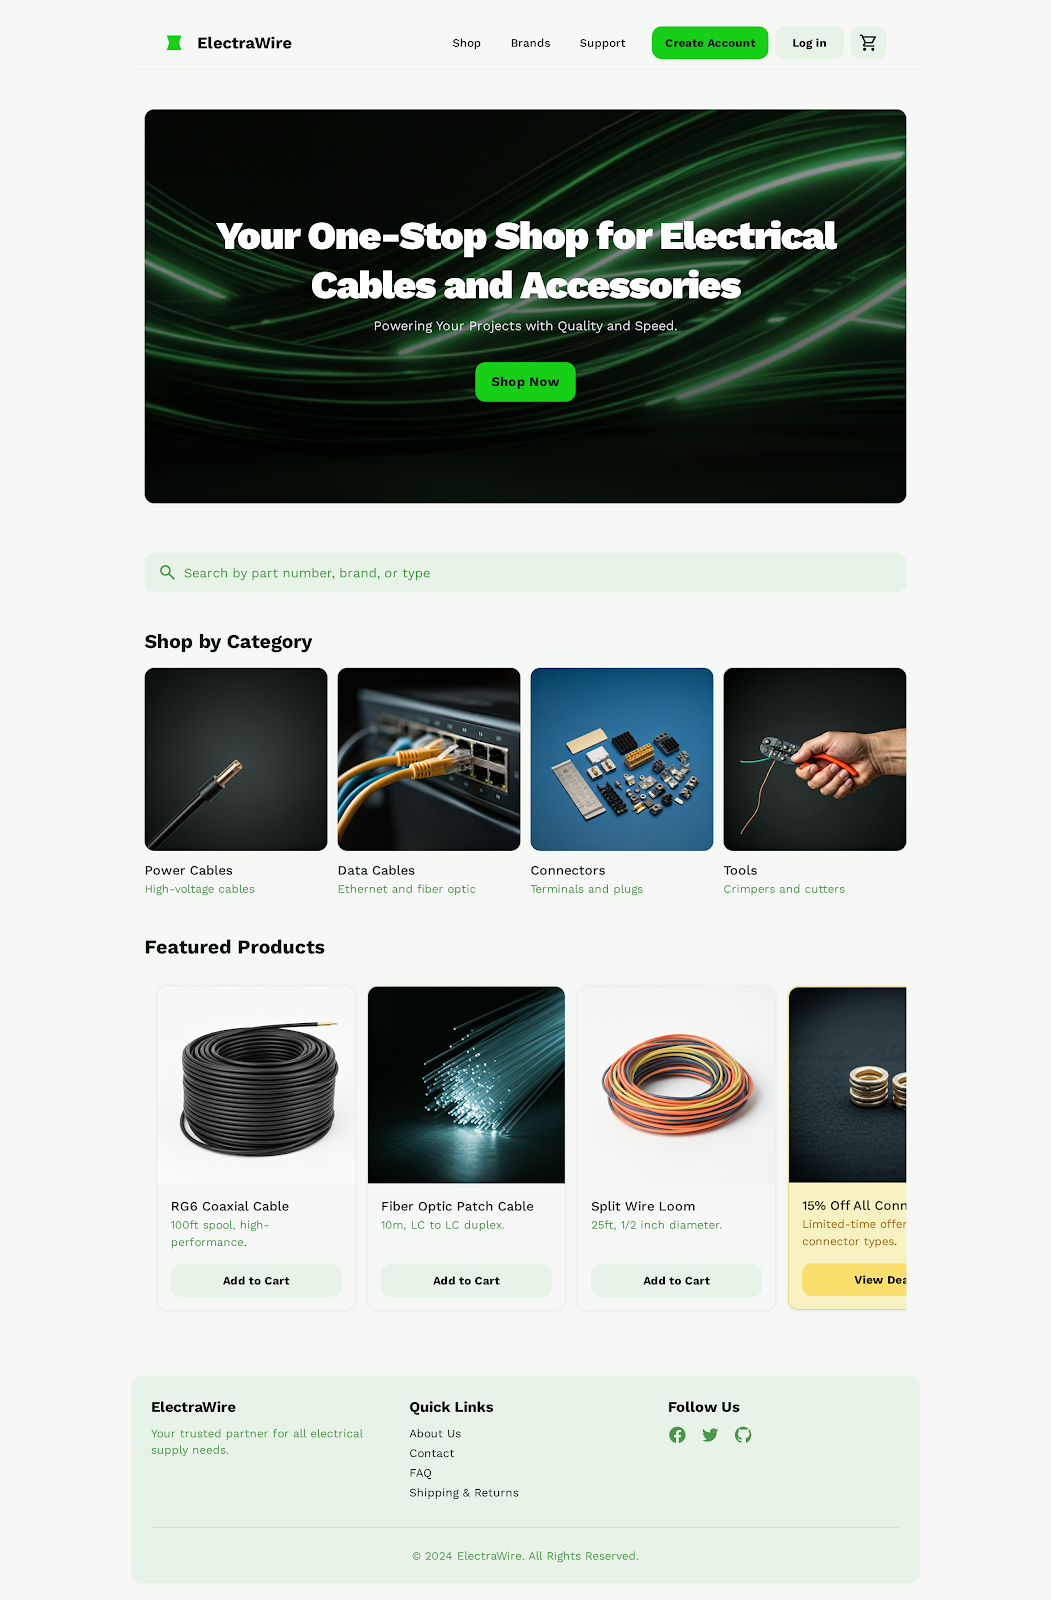 ElectraWire
Shop
Brands
Support
Create Account
Log in
Your One-Stop Shop for Electrical
Cables and Accessories
Powering Your Projects with Quality and Speed.
Shop Now
Search by part number, brand, or type
Shop by Category
Power Cables
High-voltage cables
Data Cables
Ethernet and fiber optic
Connectors
Terminals and plugs
Tools
Crimpers and cutters
Featured Products
RG6 Coaxial Cable
100ft spool, high-
performance.
Add to Cart
Fiber Optic Patch Cable
10m, LC to LC duplex.
Add to Cart
Split Wire Loom
25ft, 1/2 inch diameter.
Add to Cart
15% Off All Conn
Limited-time offer
connector types.
View Dea
ElectraWire
Your trusted partner for all electrical
supply needs.
Quick Links
About Us
Contact
FAQ
Shipping & Returns
Follow Us
© 2024 ElectraWire. All Rights Reserved.